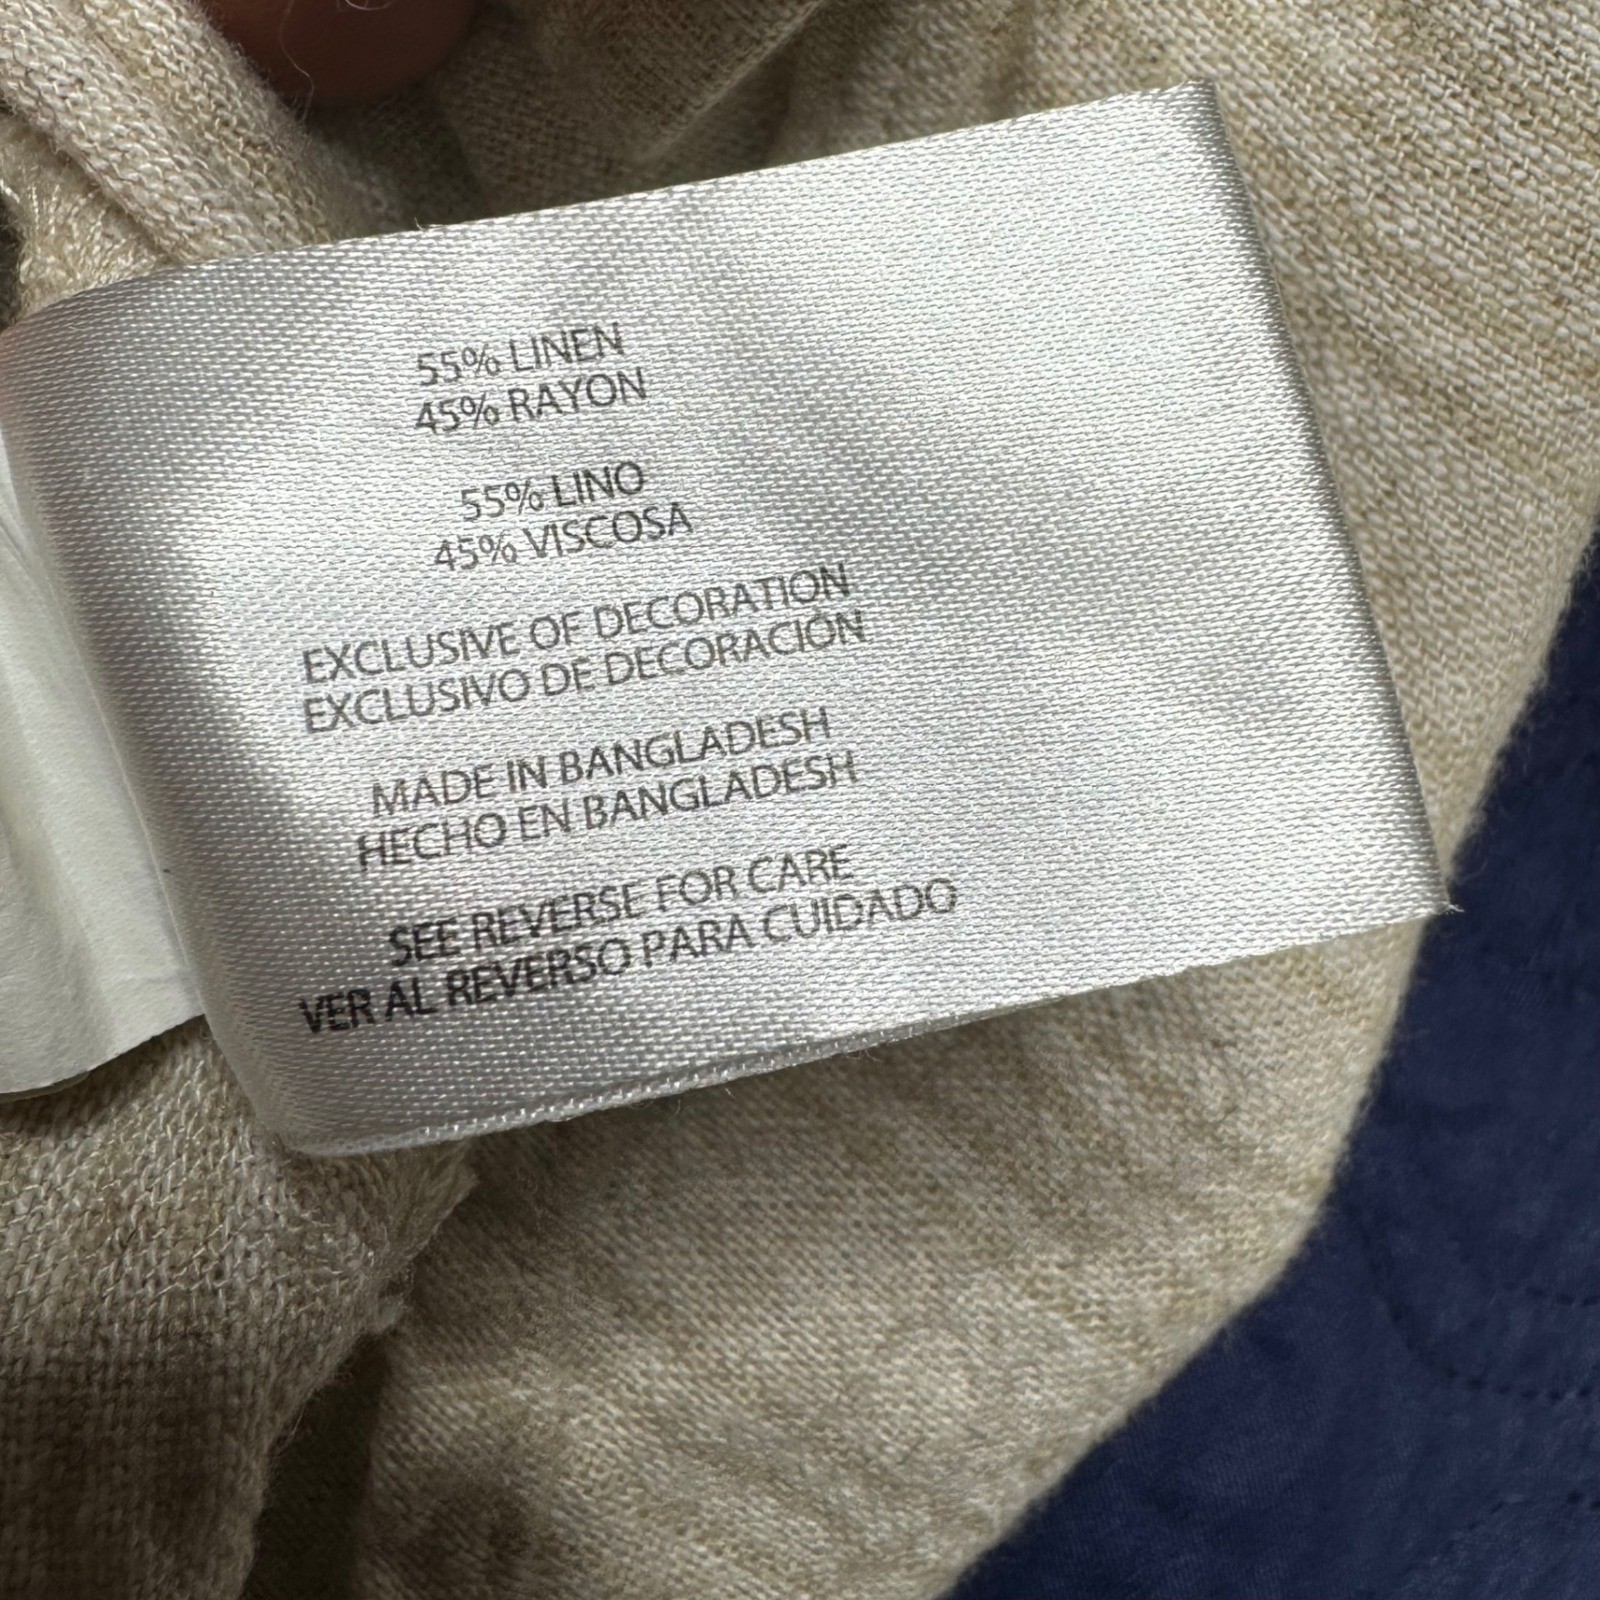 55% LINEN
45% RAYON
55% LINO
45% VISCOSA
EXCLUSIVE OF DECORATION
EXCLUSIVO DE DECORACIÓN
MADE IN BANGLADESH
HECHO EN BANGLADESH
SEE REVERSE FOR CARE
VER AL REVERSO PARA CUIDADO